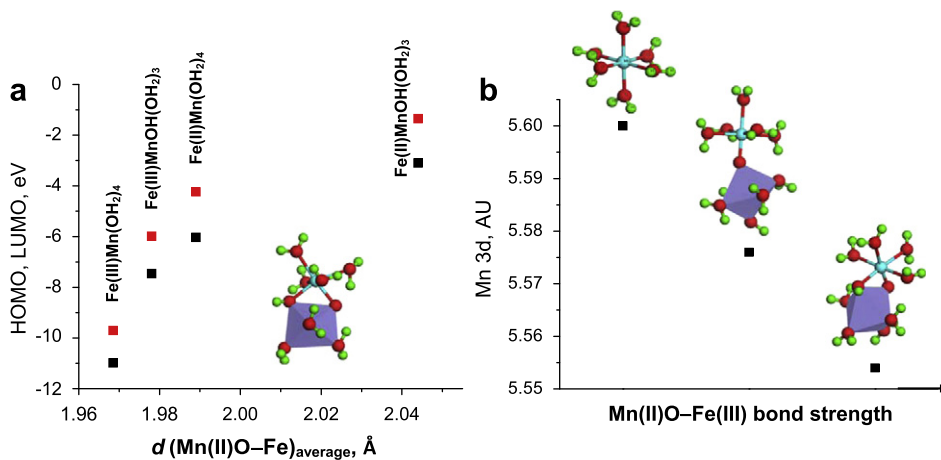 a
HOMO, LUMO, eV
0
-2
-4
-6
-8
-10
-12
Fe(III)Mn(OH₂)₄
Fe(III)MnOH(OH₂)₃
Fe(II)Mn(OH₂)₄
Fe(II)MnOH(OH₂)₃
1.96
1.98
2.00
2.02
2.04
d (Mn(II)O–Fe)average, Å
b
Mn 3d, AU
5.60
5.59
5.58
5.57
5.56
5.55
Mn(II)O–Fe(III) bond strength